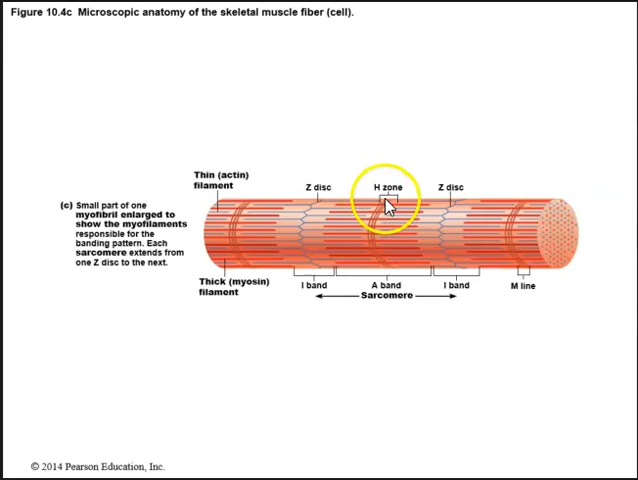 Figure 10.4c Microscopic anatomy of the skeletal muscle fiber (cell).
Thin (actin)
filament
Z disc
H zone
Z disc
(c) Small part of one
myofibril enlarged to
show the myofilaments
responsible for the
banding pattern. Each
sarcomere extends from
one Z disc to the next.
Thick (myosin)
filament
I band
A band
I band
M line
Sarcomere
© 2014 Pearson Education, Inc.